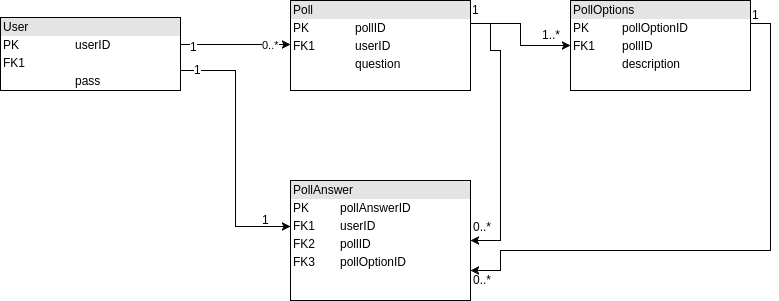 User
PK userID
FK1
pass
1
1
0..*
Poll
PK pollID
FK1 userID
question
1
1..*
PollOptions
PK pollOptionID
FK1 pollID
description
1
1
PollAnswer
PK pollAnswerID
FK1 userID
FK2 pollID
FK3 pollOptionID
0..*
0..*